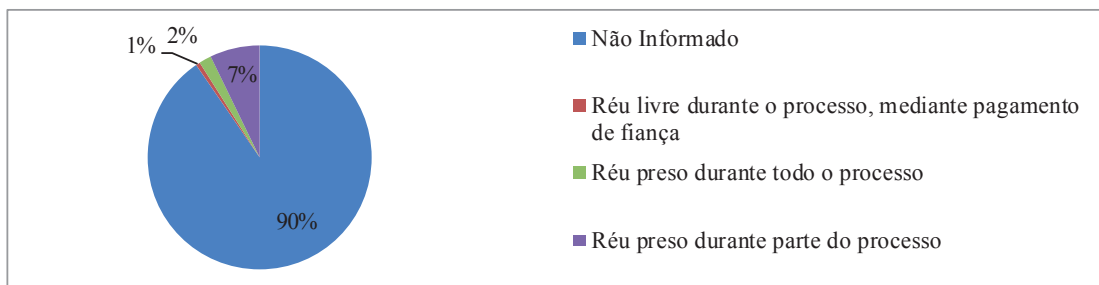 2%
1%
7%
90%
Não Informado
Réu livre durante o processo, mediante pagamento
de fiança
Réu preso durante todo o processo
Réu preso durante parte do processo